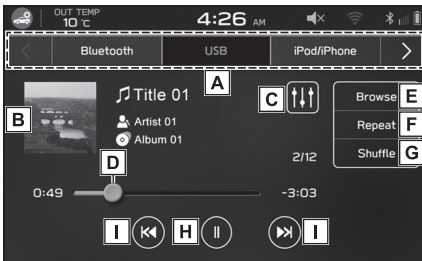 OUT TEMP
10 °C
4:26 AM
Bluetooth
USB
iPod/iPhone
A
B
Title 01
Artist 01
Album 01
C
Browse
E
Repeat
F
Shuffle
G
2/12
D
0:49
-3:03
I
H
I